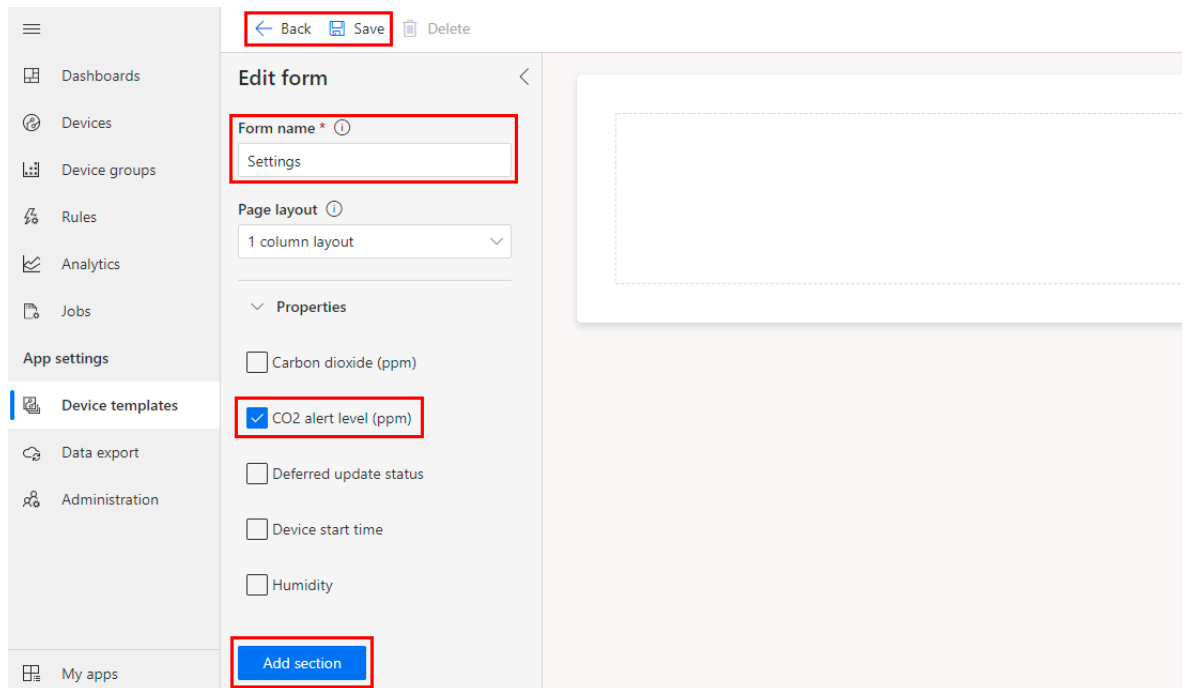 Back Save Delete
Dashboards
Devices
Device groups
Rules
Analytics
Jobs
App settings
Device templates
Data export
Administration
My apps
Edit form
Form name *
Settings
Page layout
1 column layout
Properties
Carbon dioxide (ppm)
CO2 alert level (ppm)
Deferred update status
Device start time
Humidity
Add section